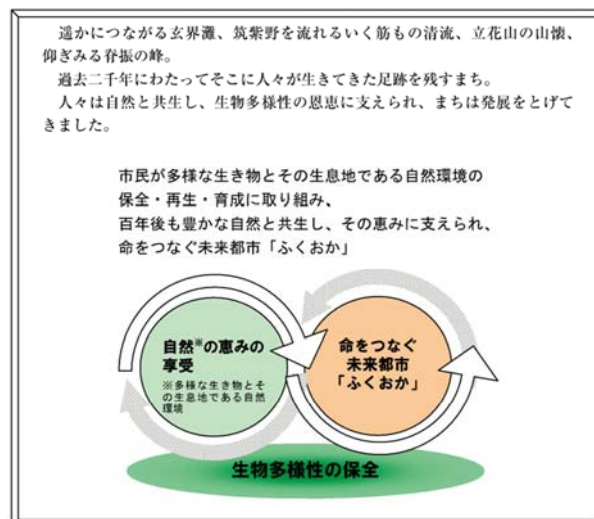 遥かにつながる玄界灘、筑紫野を流れるいく筋もの清流、立花山の山懐、
仰ぎみる脊振の峰。
過去二千年にわたってそこに人々が生きてきた足跡を残すまち。
人々は自然と共生し、生物多様性の恩恵に支えられ、まちは発展をとげて
きました。
市民が多様な生き物とその生息地である自然環境の
保全・再生・育成に取り組み、
百年後も豊かな自然と共生し、その恵みに支えられ、
命をつなぐ未来都市「ふくおか」
自然※の恵みの
享受
※多様な生き物とそ
の生息地である自然
環境
命をつなぐ
未来都市
「ふくおか」
生物多様性の保全